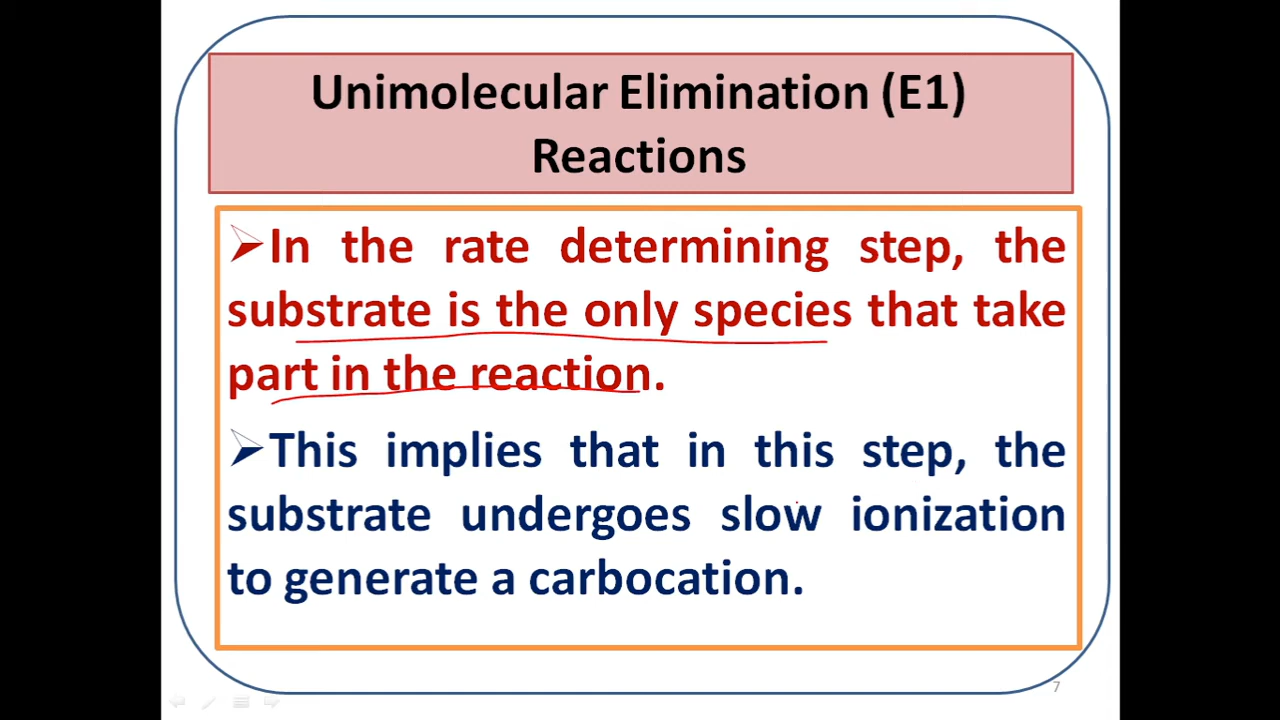 Unimolecular Elimination (E1)
Reactions
➢In the rate determining step, the
substrate is the only species that take
part in the reaction.
➢This implies that in this step, the
substrate undergoes slow ionization
to generate a carbocation.
7